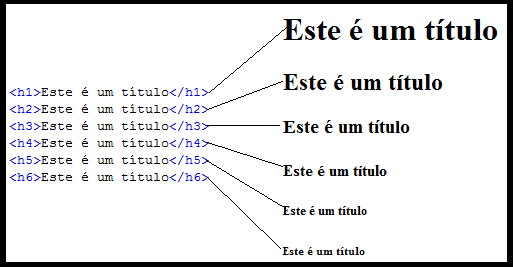 <h1>Este é um título</h1>
<h2>Este é um título</h2>
<h3>Este é um título</h3>
<h4>Este é um título</h4>
<h5>Este é um título</h5>
<h6>Este é um título</h6>
Este é um título
Este é um título
Este é um título
Este é um título
Este é um título
Este é um título